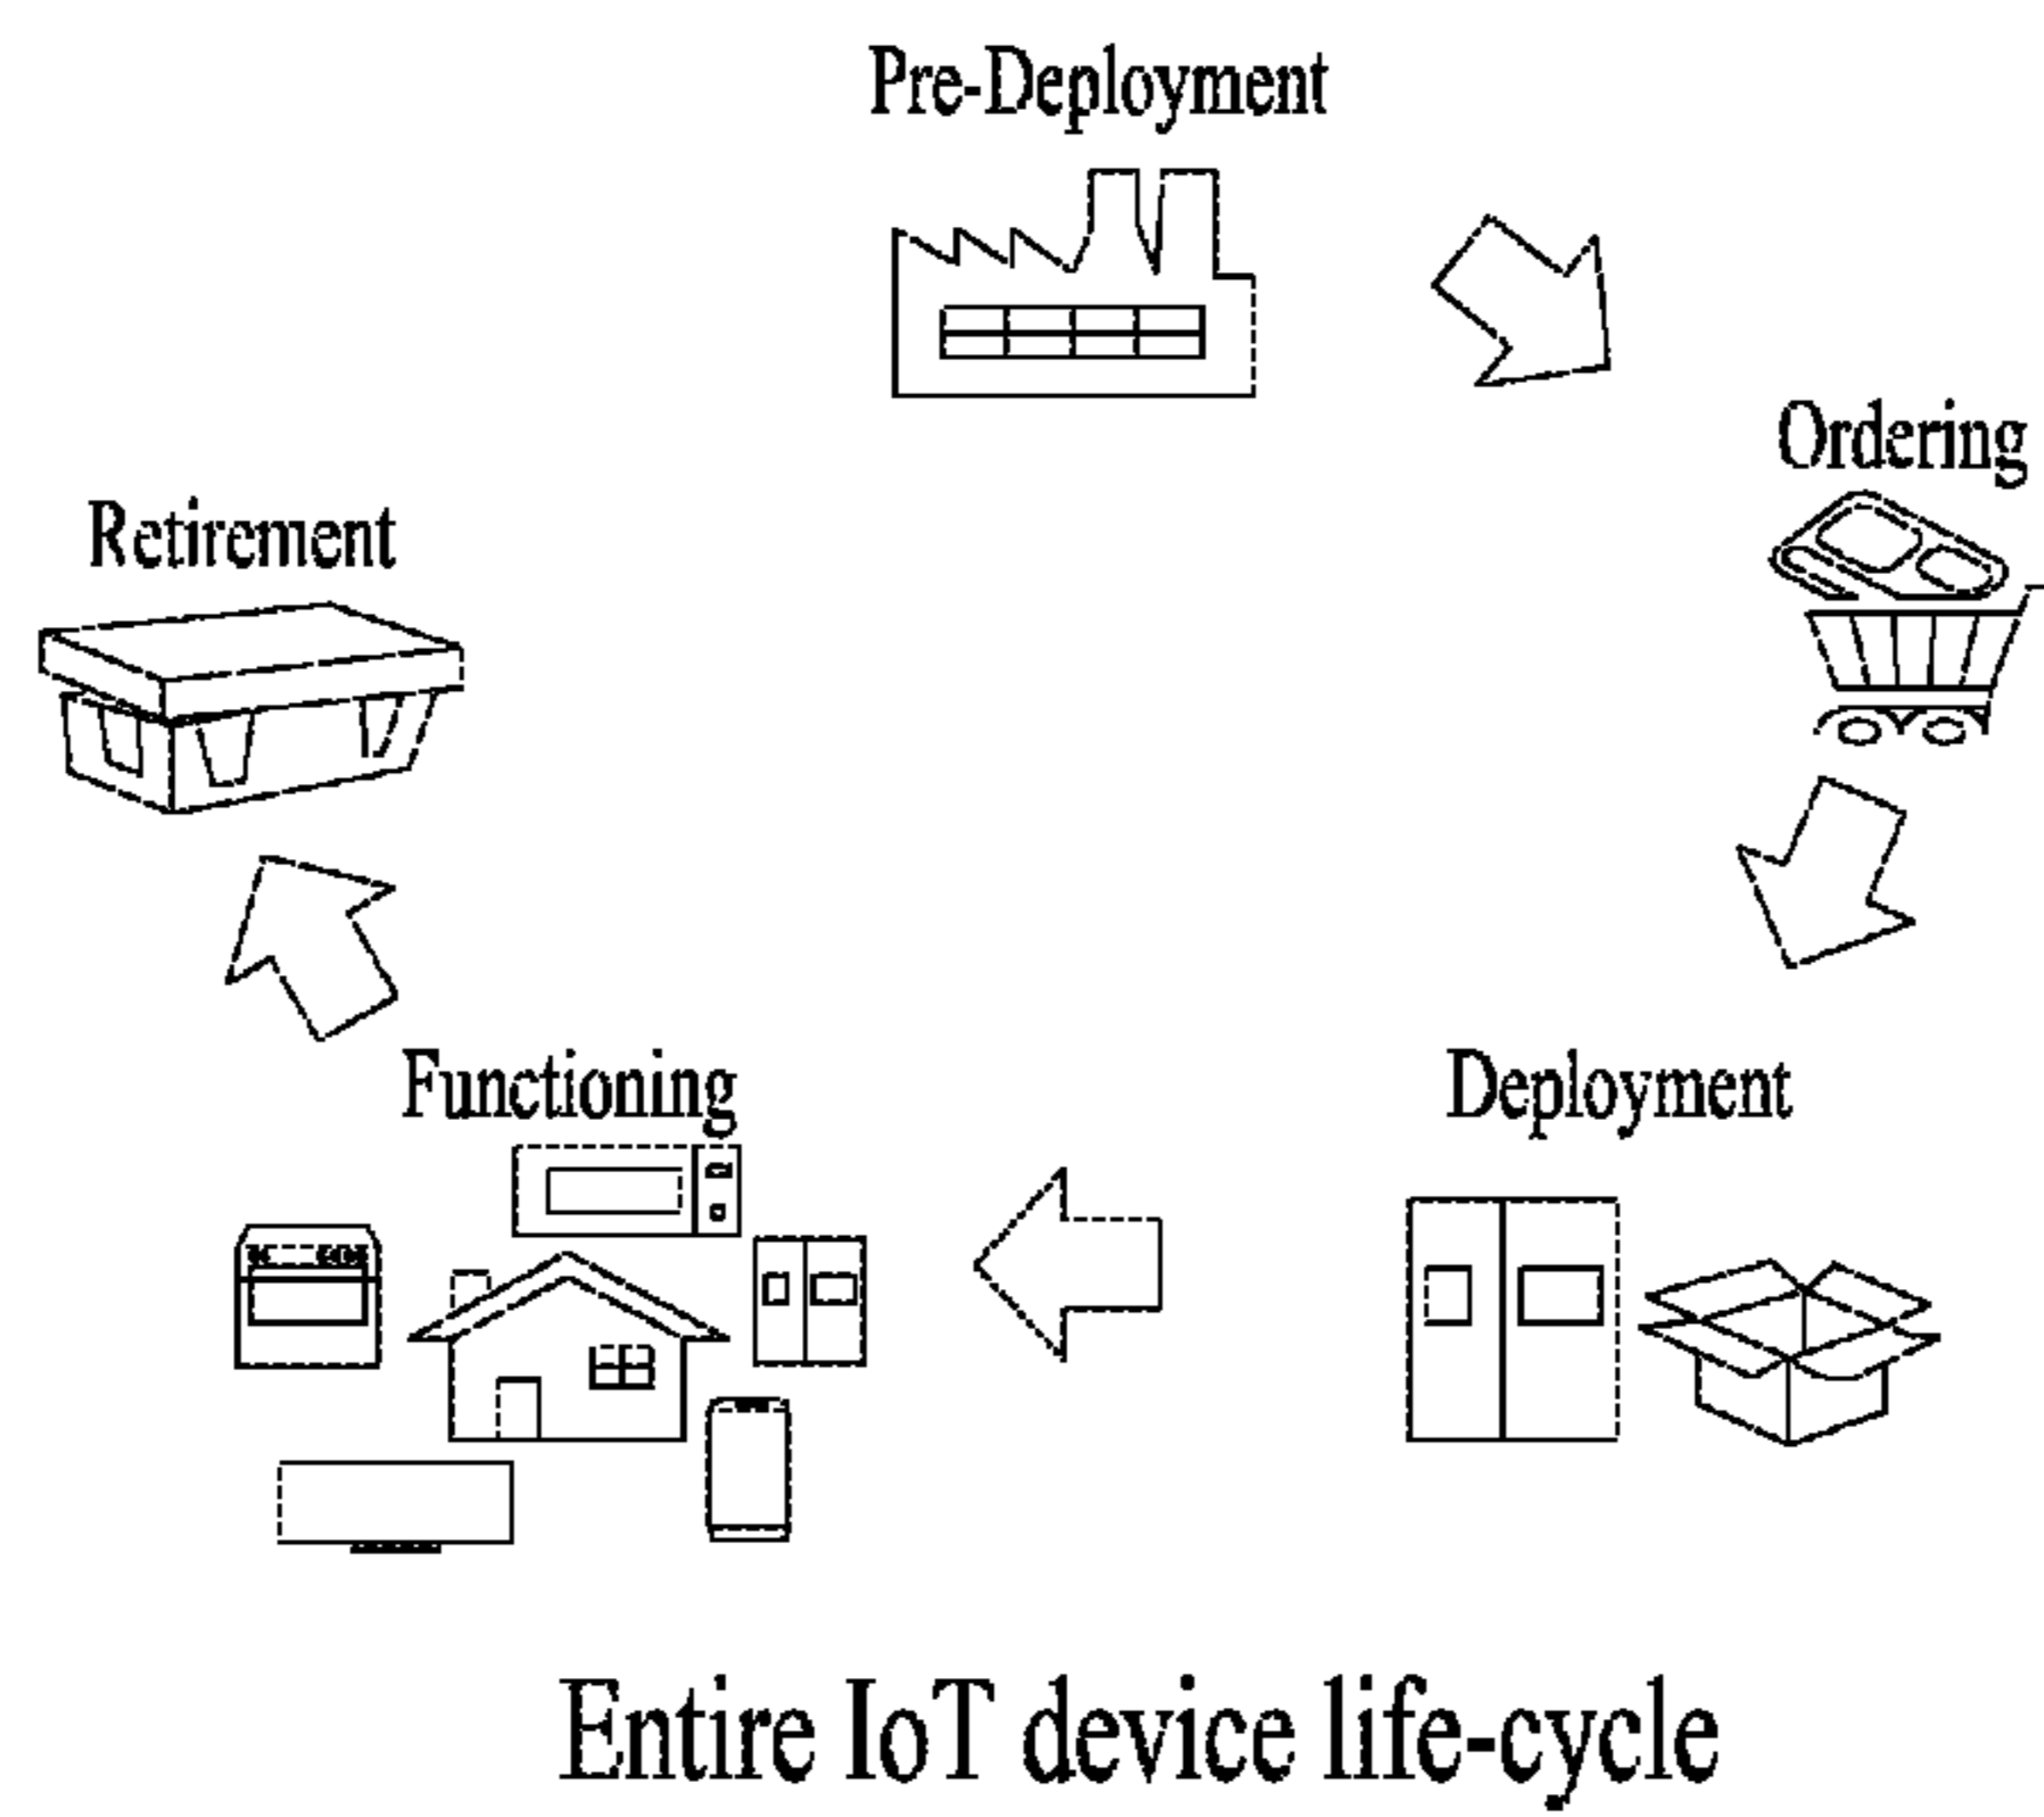 Pre-Deployment
Ordering
Retirement
Functioning
Deployment
Entire IoT device life-cycle